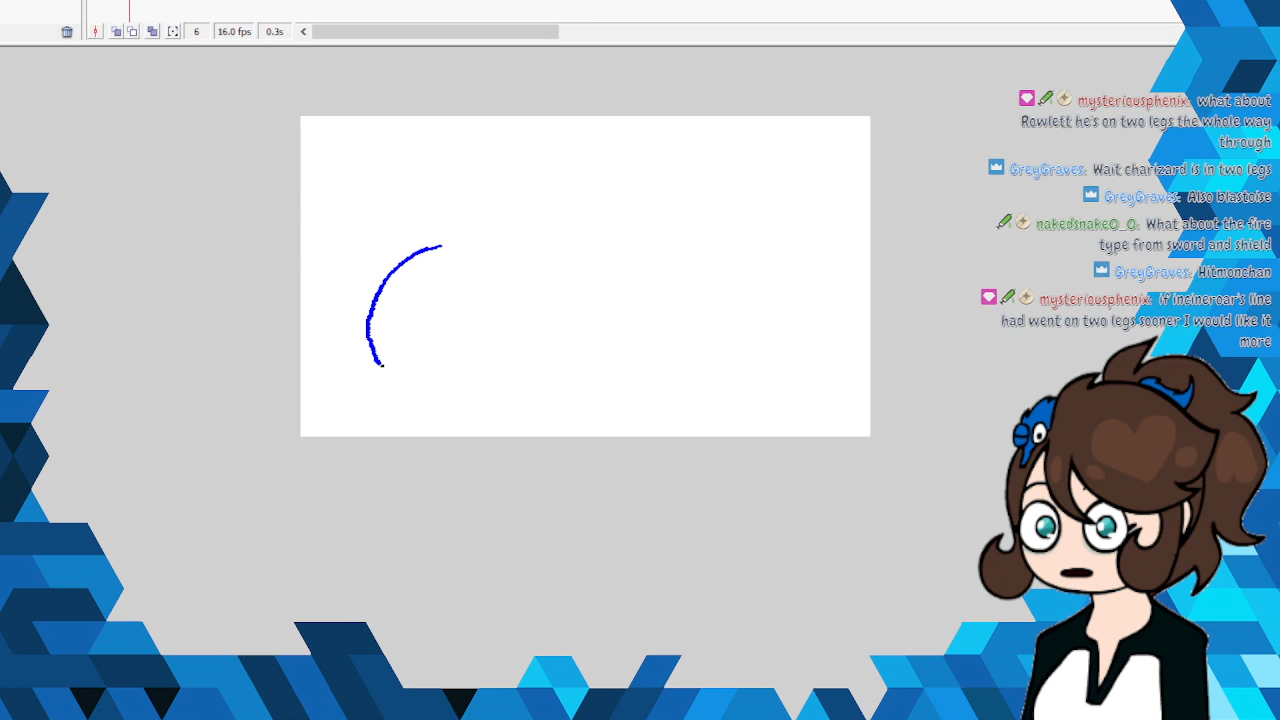 6 16.0 fps 0.3s
mysteriousphenix: what about
Rowlett he's on two legs the whole way
through
GreyGraves: Wait charizard is in two legs
GreyGraves: Also blastoise
nakedsnake0_0: What about the fire
type from sword and shield
GreyGraves: Hitmonchan
mysteriousphenix: if incineroar's line
had went on two legs sooner I would like it
more